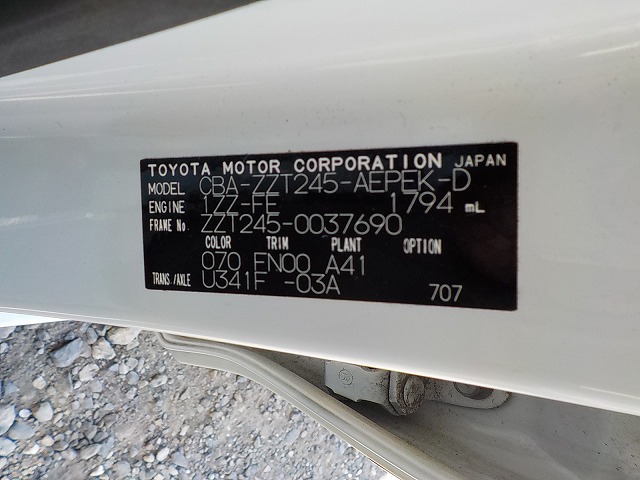 TOYOTA MOTOR CORPORATION JAPAN
MODEL CBA-ZZT245-AEPEK-D
ENGINE 1ZZ-FE 1794 mL
FRAME No ZZT245-0037690
COLOR TRIM PLANT OPTION
070 FN00 A41
TRANS./AXLE U341F -03A 707